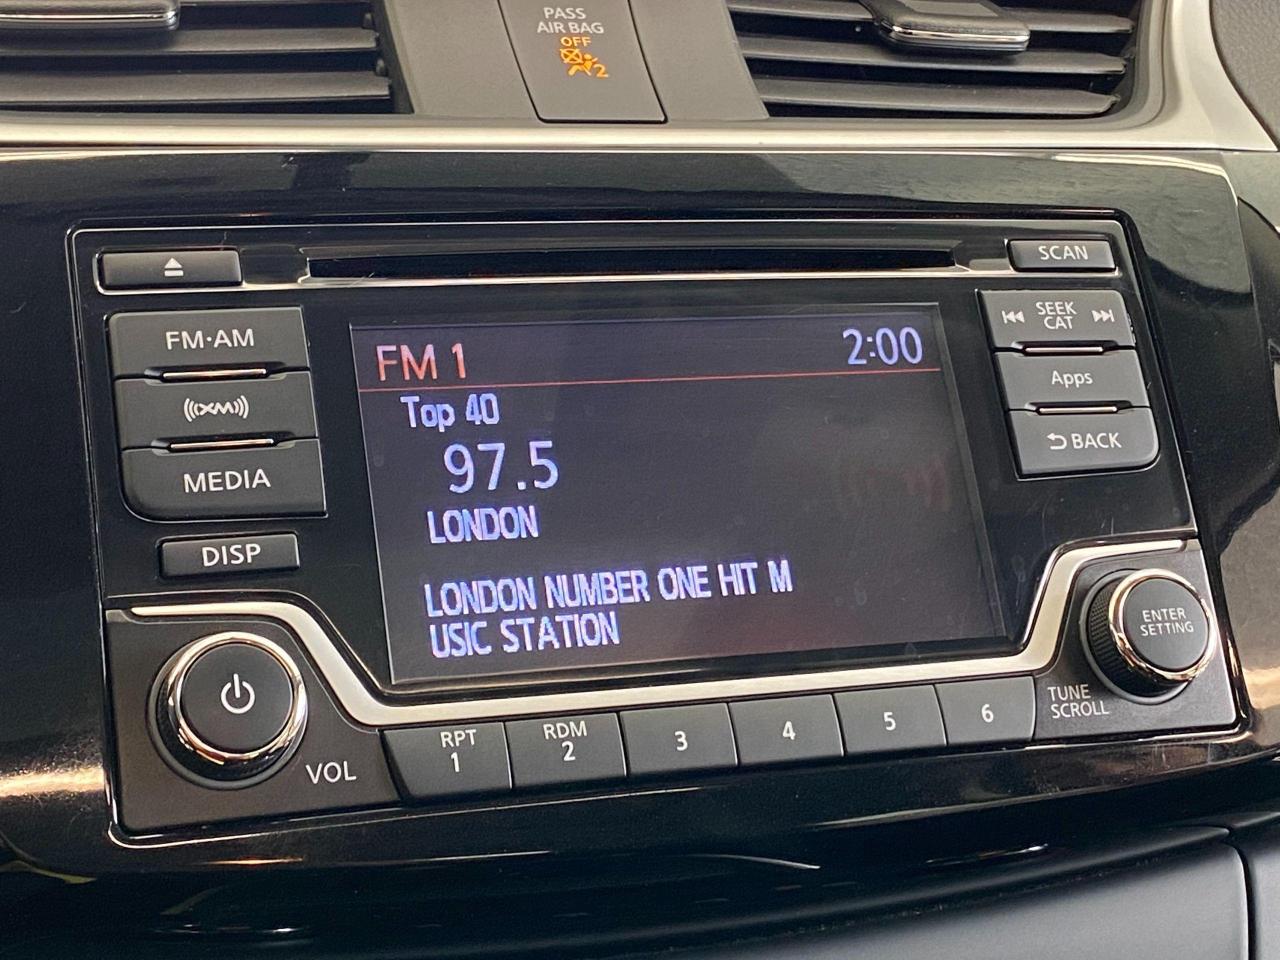 PASS
AIR BAG
OFF
2
SCAN
FM·AM
XM
MEDIA
DISP
FM 1 2:00
Top 40
97.5
LONDON
LONDON NUMBER ONE HIT M
USIC STATION
SEEK
CAT
Apps
BACK
ENTER
SETTING
TUNE
SCROLL
VOL
RPT
1
RDM
2
3
4
5
6